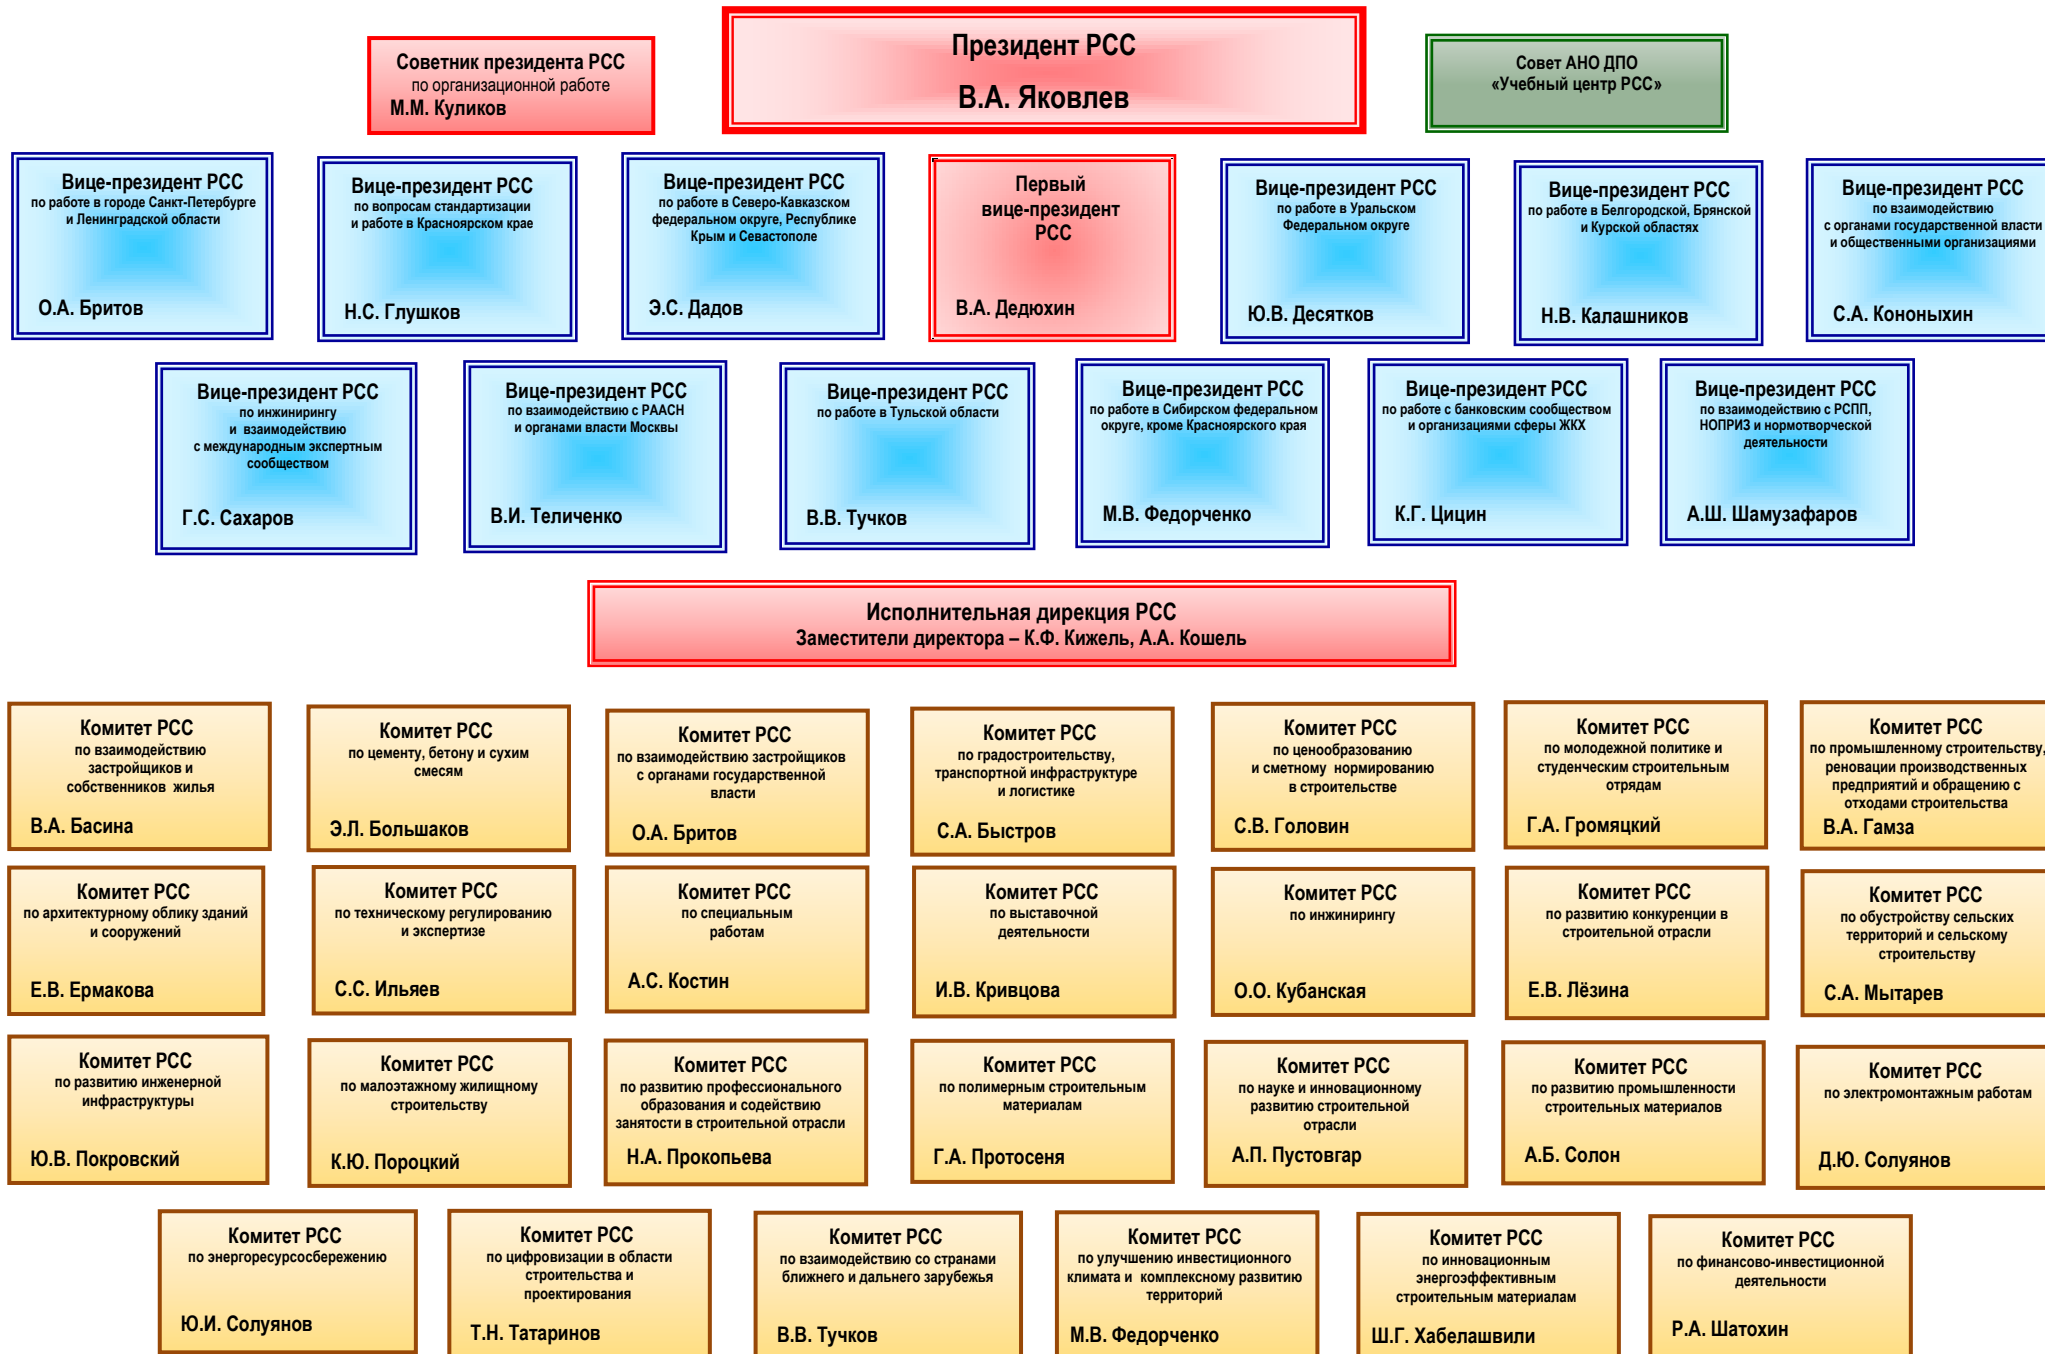 Президент РСС
В.А. Яковлев
Советник президента РСС
по организационной работе
М.М. Куликов
Совет АНО ДПО
«Учебный центр РСС»
Вице-президент РСС
по работе в городе Санкт-Петербурге
и Ленинградской области
О.А. Бритов
Вице-президент РСС
по вопросам стандартизации
и работе в Красноярском крае
Н.С. Глушков
Вице-президент РСС
по работе в Северо-Кавказском
федеральном округе, Республике
Крым и Севастополе
Э.С. Дадов
Первый
вице-президент
РСС
В.А. Дедюхин
Вице-президент РСС
по работе в Уральском
Федеральном округе
Ю.В. Десятков
Вице-президент РСС
по работе в Белгородской, Брянской
и Курской областях
Н.В. Калашников
Вице-президент РСС
по взаимодействию
с органами государственной власти
и общественными организациями
С.А. Кононыхин
Вице-президент РСС
по инжинирингу
и взаимодействию
с международным экспертным
сообществом
Г.С. Сахаров
Вице-президент РСС
по взаимодействию с РААСН
и органами власти Москвы
В.И. Теличенко
Вице-президент РСС
по работе в Тульской области
В.В. Тучков
Вице-президент РСС
по работе в Сибирском федеральном
округе, кроме Красноярского края
М.В. Федорченко
Вице-президент РСС
по работе с банковским сообществом
и организациями сферы ЖКХ
К.Г. Цицин
Вице-президент РСС
по взаимодействию с РСПП,
НОПРИЗ и нормотворческой
деятельности
А.Ш. Шамузафаров
Исполнительная дирекция РСС
Заместители директора – К.Ф. Кижель, А.А. Кошель
Комитет РСС
по взаимодействию
застройщиков и
собственников жилья
В.А. Басина
Комитет РСС
по цементу, бетону и сухим
смесям
Э.Л. Большаков
Комитет РСС
по взаимодействию застройщиков
с органами государственной
власти
О.А. Бритов
Комитет РСС
по градостроительству,
транспортной инфраструктуре
и логистике
С.А. Быстров
Комитет РСС
по ценообразованию
и сметному нормированию
в строительстве
С.В. Головин
Комитет РСС
по молодежной политике и
студенческим строительным
отрядам
Г.А. Громяцкий
Комитет РСС
по промышленному строительству,
реновации производственных
предприятий и обращению с
отходами строительства
В.А. Гамза
Комитет РСС
по архитектурному облику зданий
и сооружений
Е.В. Ермакова
Комитет РСС
по техническому регулированию
и экспертизе
С.С. Ильяев
Комитет РСС
по специальным
работам
А.С. Костин
Комитет РСС
по выставочной
деятельности
И.В. Кривцова
Комитет РСС
по инжинирингу
О.О. Кубанская
Комитет РСС
по развитию конкуренции в
строительной отрасли
Е.В. Лёзина
Комитет РСС
по обустройству сельских
территорий и сельскому
строительству
С.А. Мытарев
Комитет РСС
по развитию инженерной
инфраструктуры
Ю.В. Покровский
Комитет РСС
по малоэтажному жилищному
строительству
К.Ю. Пороцкий
Комитет РСС
по развитию профессионального
образования и содействию
занятости в строительной отрасли
Н.А. Прокопьева
Комитет РСС
по полимерным строительным
материалам
Г.А. Протосеня
Комитет РСС
по науке и инновационному
развитию строительной
отрасли
А.П. Пустовгар
Комитет РСС
по развитию промышленности
строительных материалов
А.Б. Солон
Комитет РСС
по электромонтажным работам
Д.Ю. Солуянов
Комитет РСС
по энергоресурсосбережению
Ю.И. Солуянов
Комитет РСС
по цифровизации в области
строительства и
проектирования
Т.Н. Татаринов
Комитет РСС
по взаимодействию со странами
ближнего и дальнего зарубежья
В.В. Тучков
Комитет РСС
по улучшению инвестиционного
климата и комплексному развитию
территорий
М.В. Федорченко
Комитет РСС
по инновационным
энергоэффективным
строительным материалам
Ш.Г. Хабелашвили
Комитет РСС
по финансово-инвестиционной
деятельности
Р.А. Шатохин